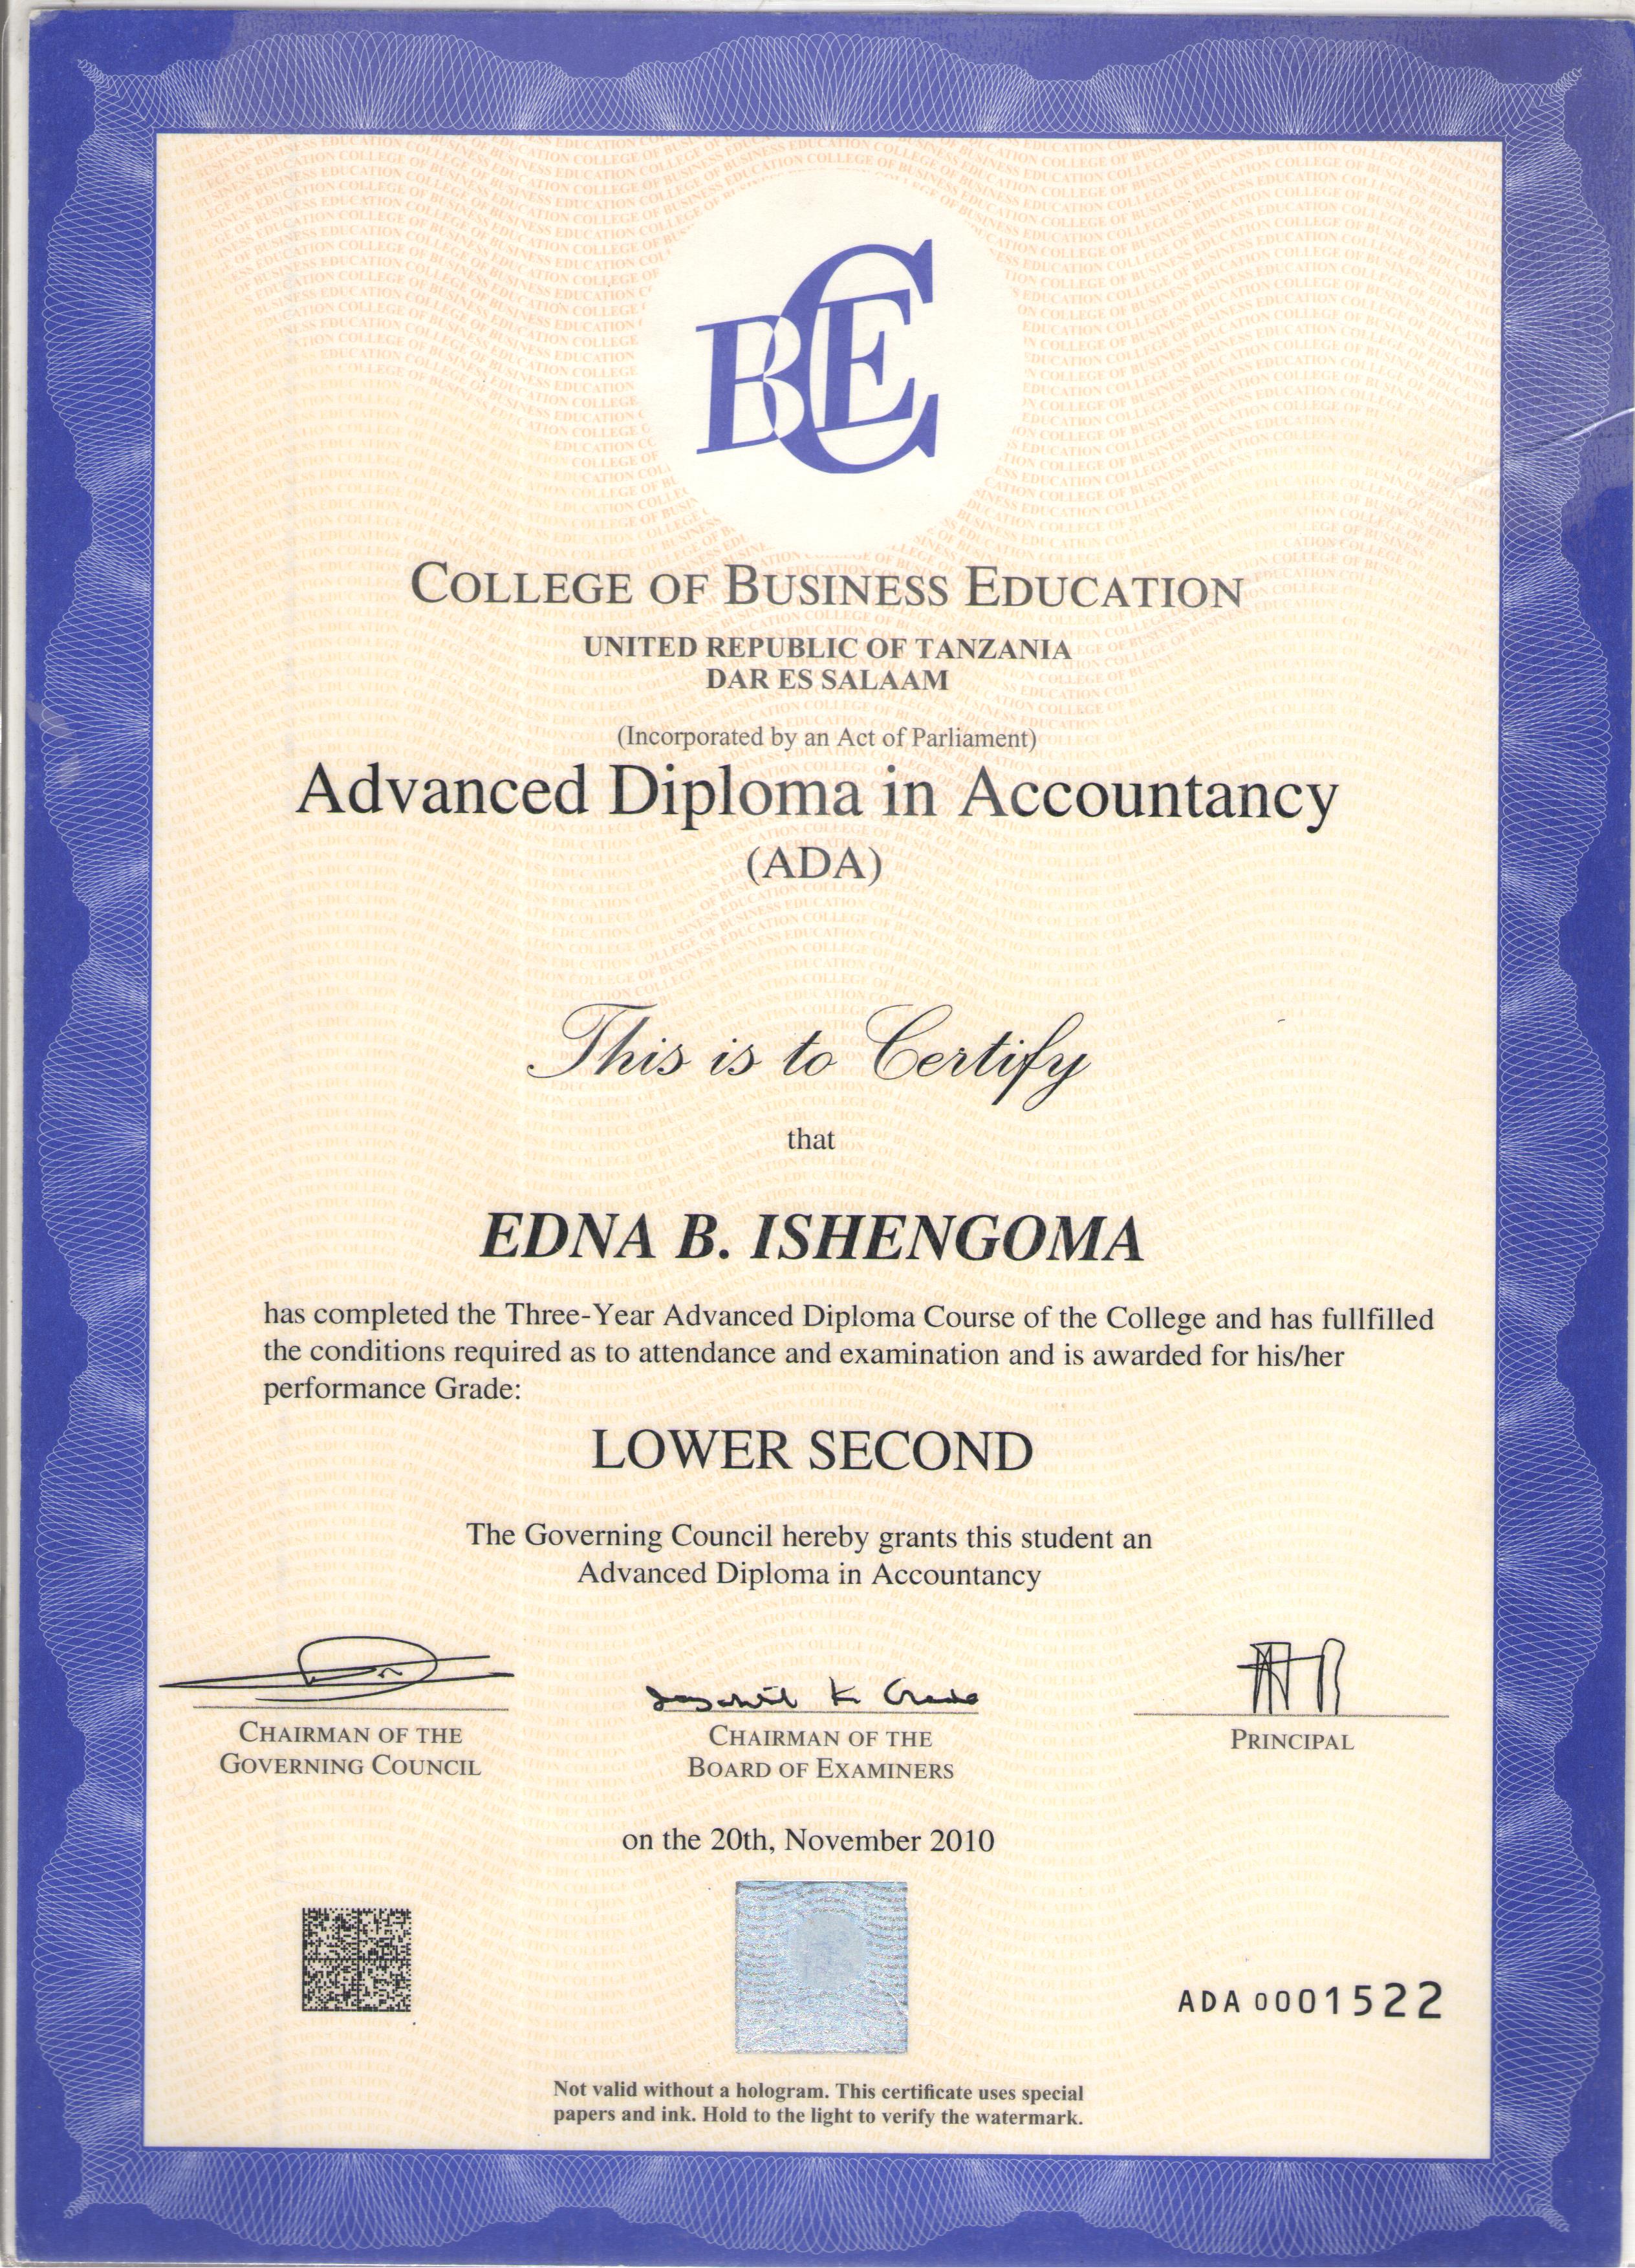 BCE
COLLEGE OF BUSINESS EDUCATION
UNITED REPUBLIC OF TANZANIA
DAR ES SALAAM
(Incorporated by an Act of Parliament)
Advanced Diploma in Accountancy
(ADA)
This is to Certify
that
EDNA B. ISHENGOMA
has completed the Three-Year Advanced Diploma Course of the College and has fullfilled
the conditions required as to attendance and examination and is awarded for his/her
performance Grade:
LOWER SECOND
The Governing Council hereby grants this student an
Advanced Diploma in Accountancy
CHAIRMAN OF THE
GOVERNING COUNCIL
CHAIRMAN OF THE
BOARD OF EXAMINERS
PRINCIPAL
on the 20th, November 2010
ADA 0001522
Not valid without a hologram. This certificate uses special
papers and ink. Hold to the light to verify the watermark.